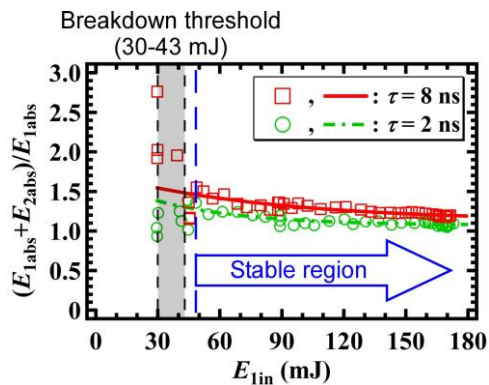 Breakdown threshold
(30-43 mJ)
(E1abs+E2abs)/E1abs
3.0
2.5
2.0
1.5
1.0
0.5
0
, : τ = 8 ns
, : τ = 2 ns
Stable region
0 30 60 90 120 150 180
E1in (mJ)